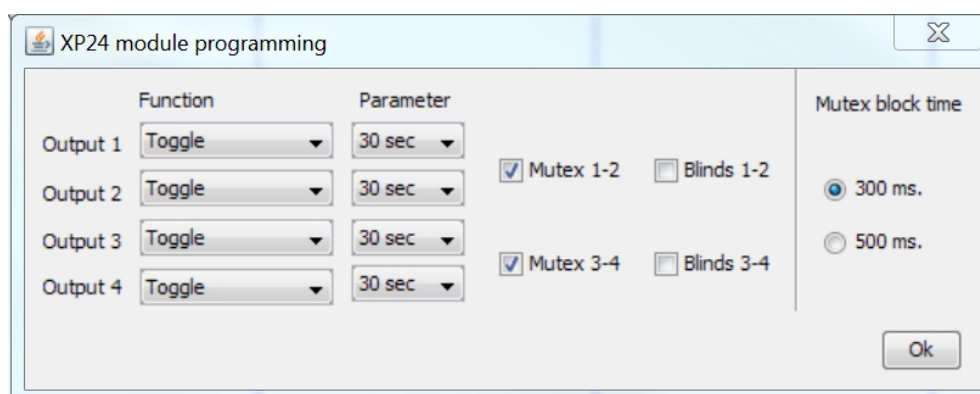 XP24 module programming
Function Parameter Mutex block time
Output 1 Toggle 30 sec
Mutex 1-2 Blinds 1-2
Output 2 Toggle 30 sec
300 ms.
Output 3 Toggle 30 sec
500 ms.
Mutex 3-4 Blinds 3-4
Output 4 Toggle 30 sec
Ok